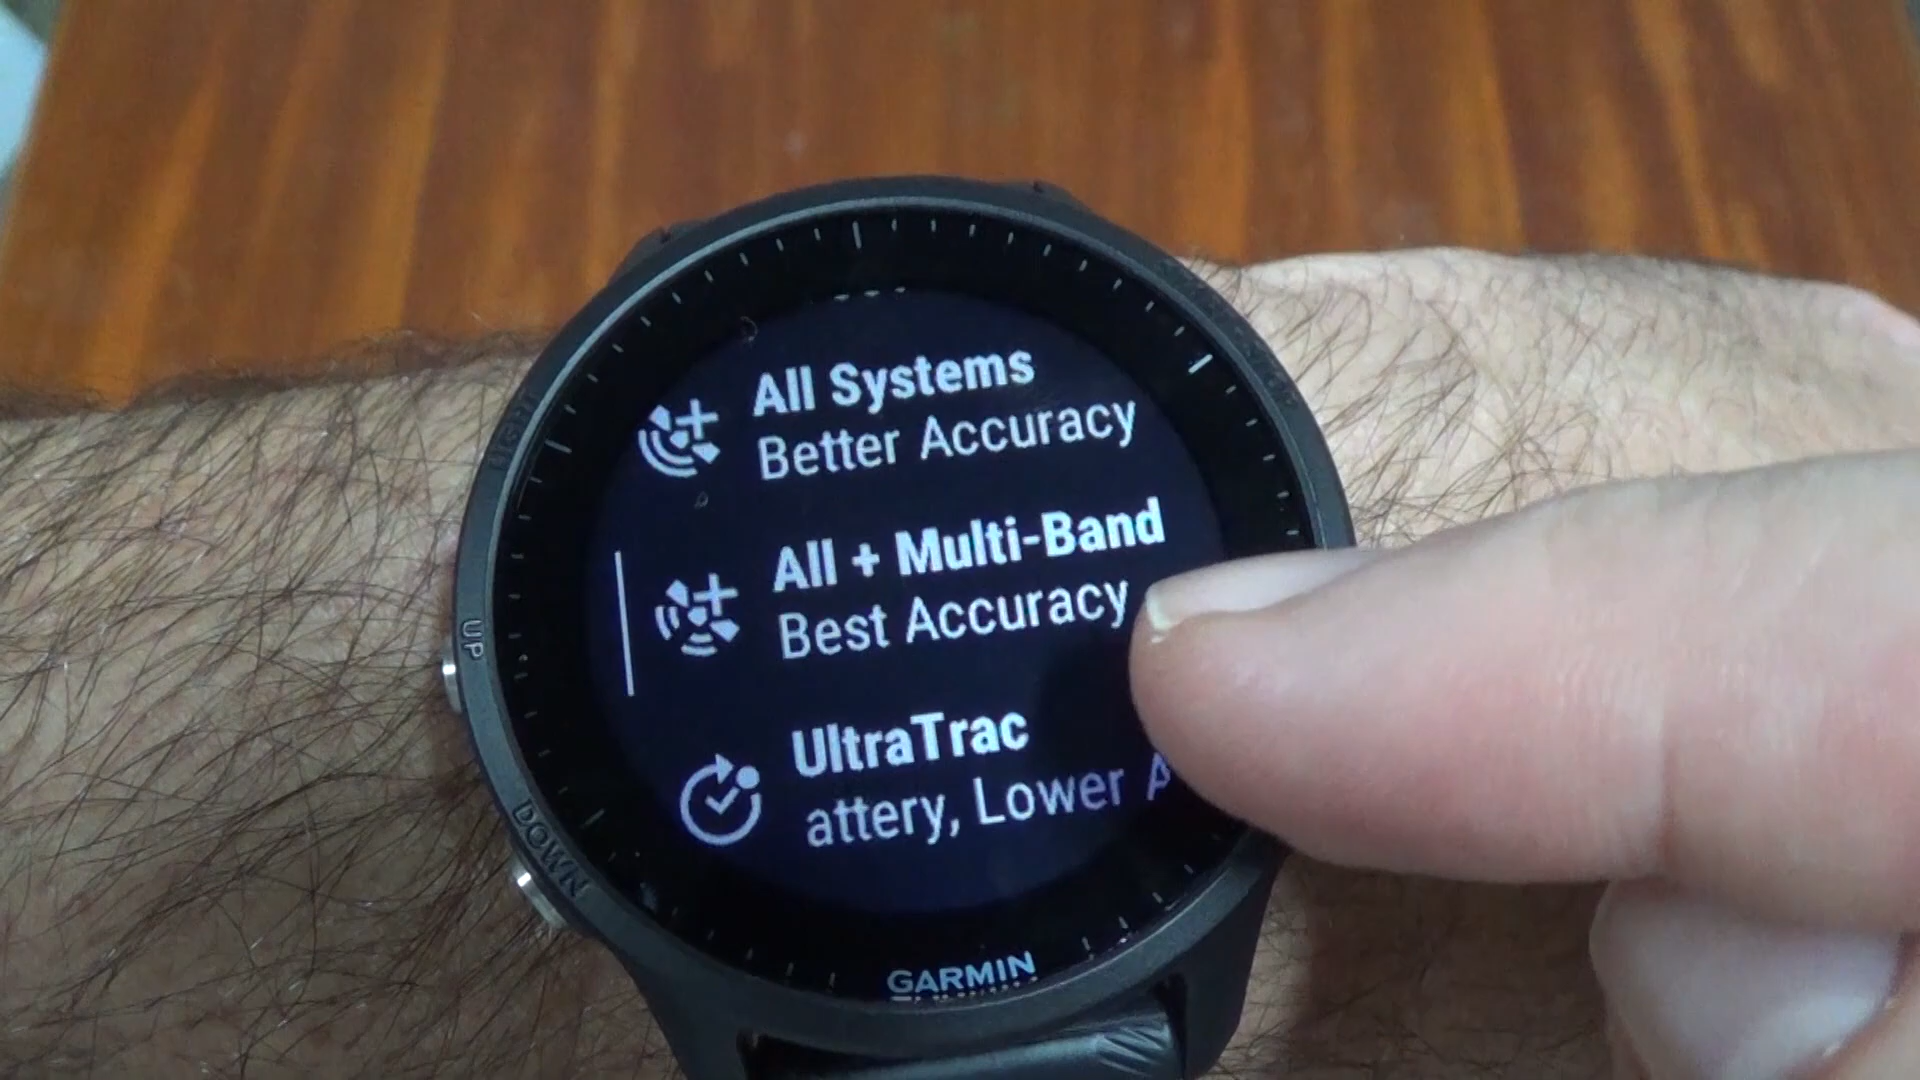 All Systems
Better Accuracy
All + Multi-Band
Best Accuracy
UltraTrac
attery, Lower A
UP
DOWN
GARMIN